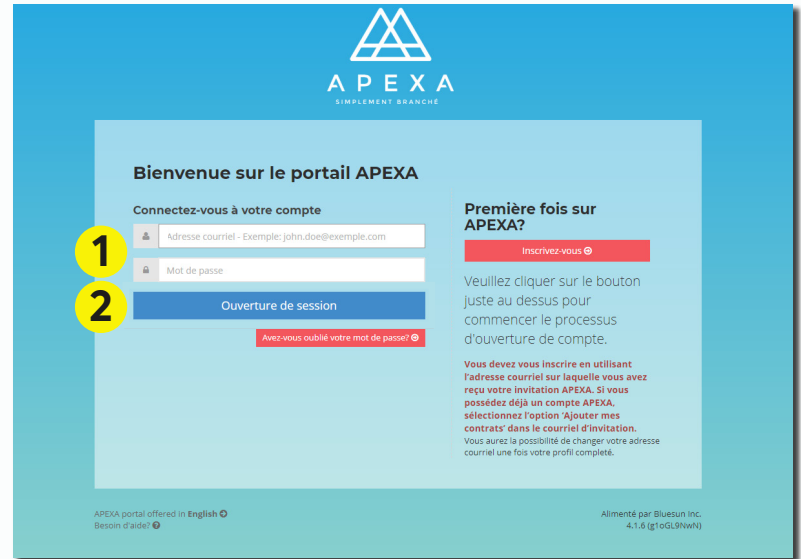 APEXA
SIMPLEMENT BRANCHÉ
Bienvenue sur le portail APEXA
Connectez-vous à votre compte
1
Adresse courriel - Exemple: john.doe@exemple.com
Mot de passe
2
Ouverture de session
Avez-vous oublié votre mot de passe?
Première fois sur
APEXA?
Inscrivez-vous
Veuillez cliquer sur le bouton
juste au dessus pour
commencer le processus
d'ouverture de compte.
Vous devez vous inscrire en utilisant
l'adresse courriel sur laquelle vous avez
reçu votre invitation APEXA. Si vous
possédez déjà un compte APEXA,
sélectionnez l'option 'Ajouter mes
contrats' dans le courriel d'invitation.
Vous aurez la possibilité de changer votre adresse
courriel une fois votre profil completé.
APEXA portal offered in English
Besoin d'aide?
Alimenté par Bluesun Inc.
4.1.6 (g1oGL9NwN)